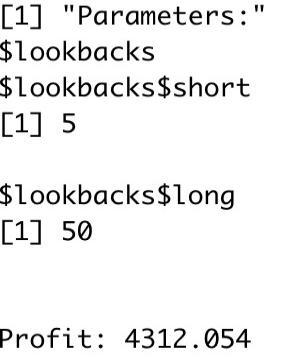 [1] "Parameters:"
$lookbacks
$lookbacks$short
[1] 5
$lookbacks$long
[1] 50
Profit: 4312.054